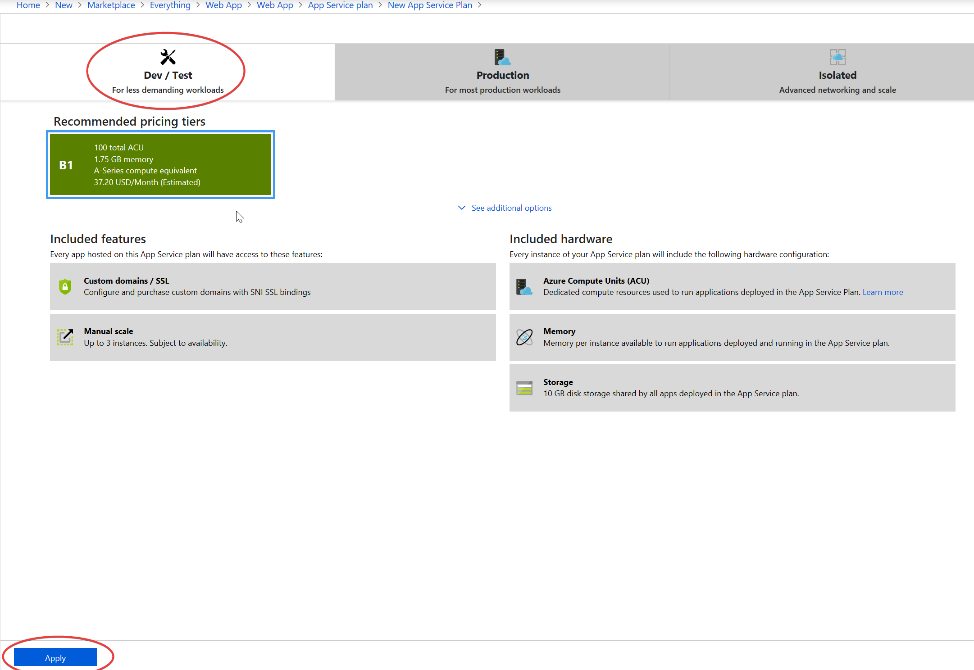 Home > New > Marketplace > Everything > Web App > Web App > App Service plan > New App Service Plan >
Dev / Test
For less demanding workloads
Production
For most production workloads
Isolated
Advanced networking and scale
Recommended pricing tiers
B1
100 total ACU
1.75 GB memory
A-Series compute equivalent
37.20 USD/Month (Estimated)
See additional options
Included features
Every app hosted on this App Service plan will have access to these features:
Custom domains / SSL
Configure and purchase custom domains with SNI SSL bindings
Manual scale
Up to 3 instances. Subject to availability.
Included hardware
Every instance of your App Service plan will include the following hardware configuration:
Azure Compute Units (ACU)
Dedicated compute resources used to run applications deployed in the App Service Plan. Learn more
Memory
Memory per instance available to run applications deployed and running in the App Service plan.
Storage
10 GB disk storage shared by all apps deployed in the App Service plan.
Apply